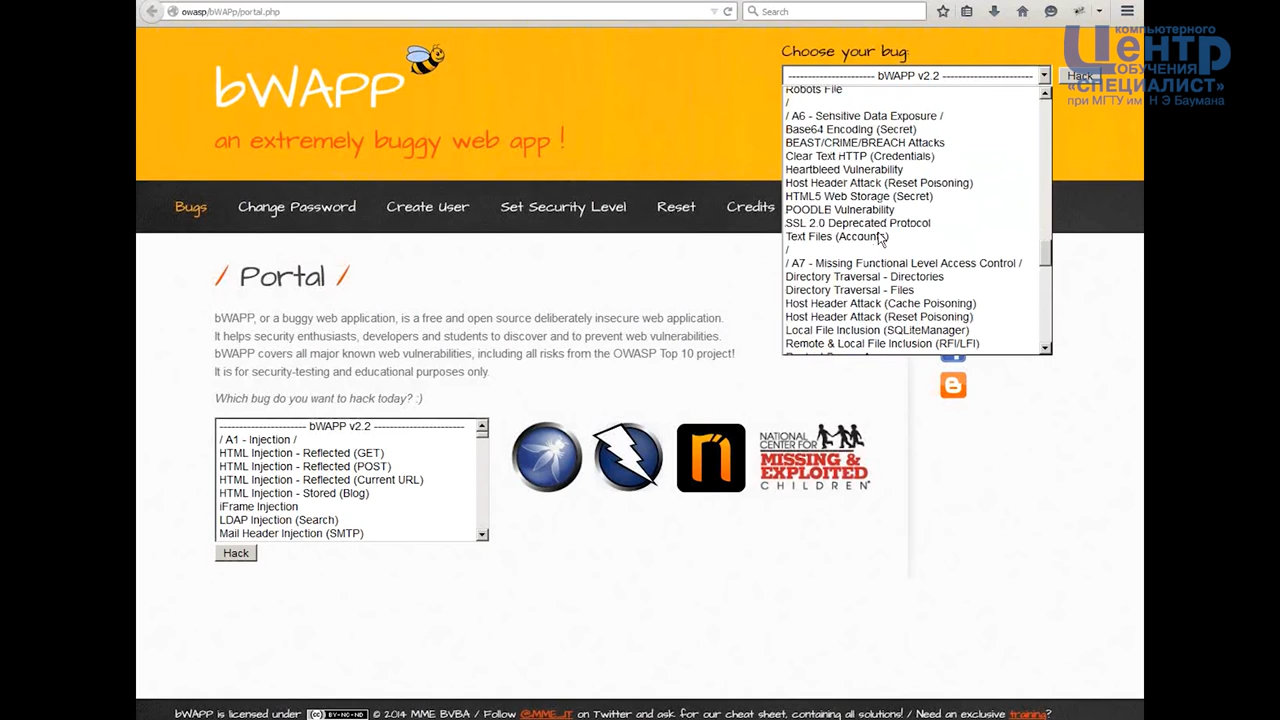 owasp/bWAPp/portal.php
Search
компьютерного
Центр
ОБУЧЕНИЯ
«СПЕЦИАЛИСТ»
при МГТУ им. Н Э Баумана
bWAPP
an extremely buggy web app !
Choose your bug:
---------------------- bWAPP v2.2 -----------------------
Hack
Robots File
/
/ A6 - Sensitive Data Exposure /
Base64 Encoding (Secret)
BEAST/CRIME/BREACH Attacks
Clear Text HTTP (Credentials)
Heartbleed Vulnerability
Host Header Attack (Reset Poisoning)
HTML5 Web Storage (Secret)
POODLE Vulnerability
SSL 2.0 Deprecated Protocol
Text Files (Accounts)
/
/ A7 - Missing Functional Level Access Control /
Directory Traversal - Directories
Directory Traversal - Files
Host Header Attack (Cache Poisoning)
Host Header Attack (Reset Poisoning)
Local File Inclusion (SQLiteManager)
Remote & Local File Inclusion (RFI/LFI)
Bugs Change Password Create User Set Security Level Reset Credits
/ Portal /
bWAPP, or a buggy web application, is a free and open source deliberately insecure web application.
It helps security enthusiasts, developers and students to discover and to prevent web vulnerabilities.
bWAPP covers all major known web vulnerabilities, including all risks from the OWASP Top 10 project!
It is for security-testing and educational purposes only.
Which bug do you want to hack today? :)
---------------------- bWAPP v2.2 -----------------------
/ A1 - Injection /
HTML Injection - Reflected (GET)
HTML Injection - Reflected (POST)
HTML Injection - Reflected (Current URL)
HTML Injection - Stored (Blog)
iFrame Injection
LDAP Injection (Search)
Mail Header Injection (SMTP)
Hack
NATIONAL
CENTER FOR
MISSING &
EXPLOITED
CHILDREN
bWAPP is licensed under CC BY-NC-ND © 2014 MME BVBA / Follow @MME_IT on Twitter and ask for our cheat sheet, containing all solutions! / Need an exclusive training?